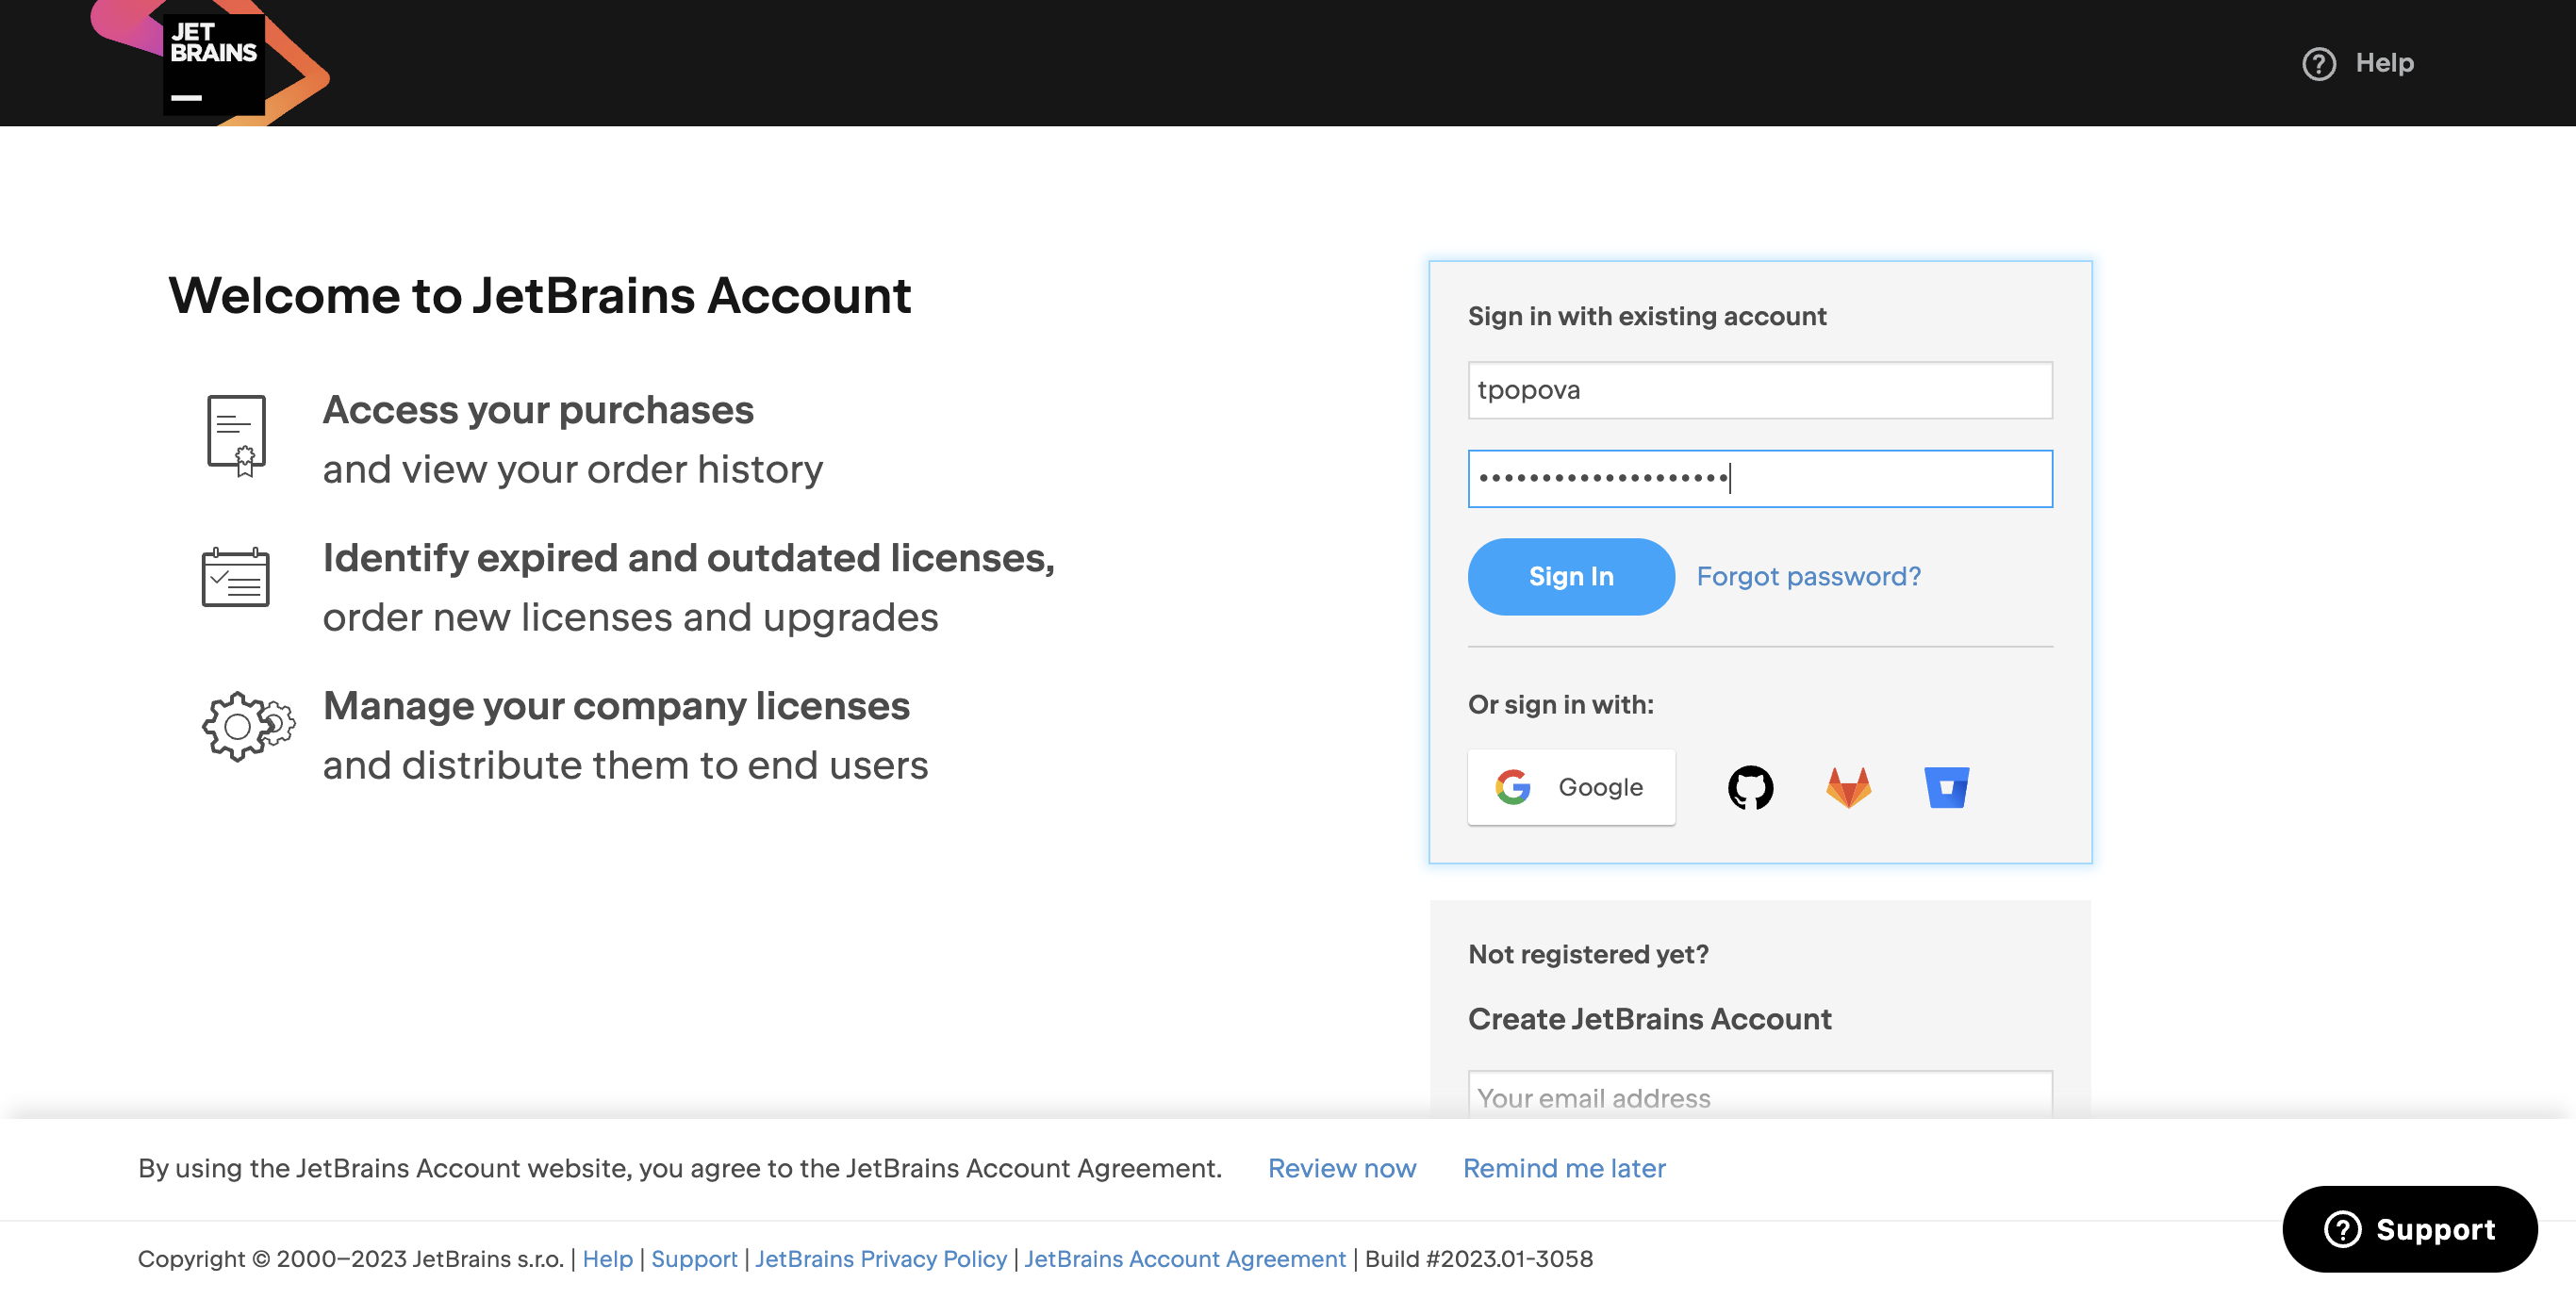 JET
BRAINS
Help
Welcome to JetBrains Account
Access your purchases
and view your order history
Identify expired and outdated licenses,
order new licenses and upgrades
Manage your company licenses
and distribute them to end users
Sign in with existing account
tpopova
••••••••••••••••••••
Sign In
Forgot password?
Or sign in with:
Google
Not registered yet?
Create JetBrains Account
Your email address
By using the JetBrains Account website, you agree to the JetBrains Account Agreement. Review now Remind me later
Support
Copyright © 2000–2023 JetBrains s.r.o. | Help | Support | JetBrains Privacy Policy | JetBrains Account Agreement | Build #2023.01-3058